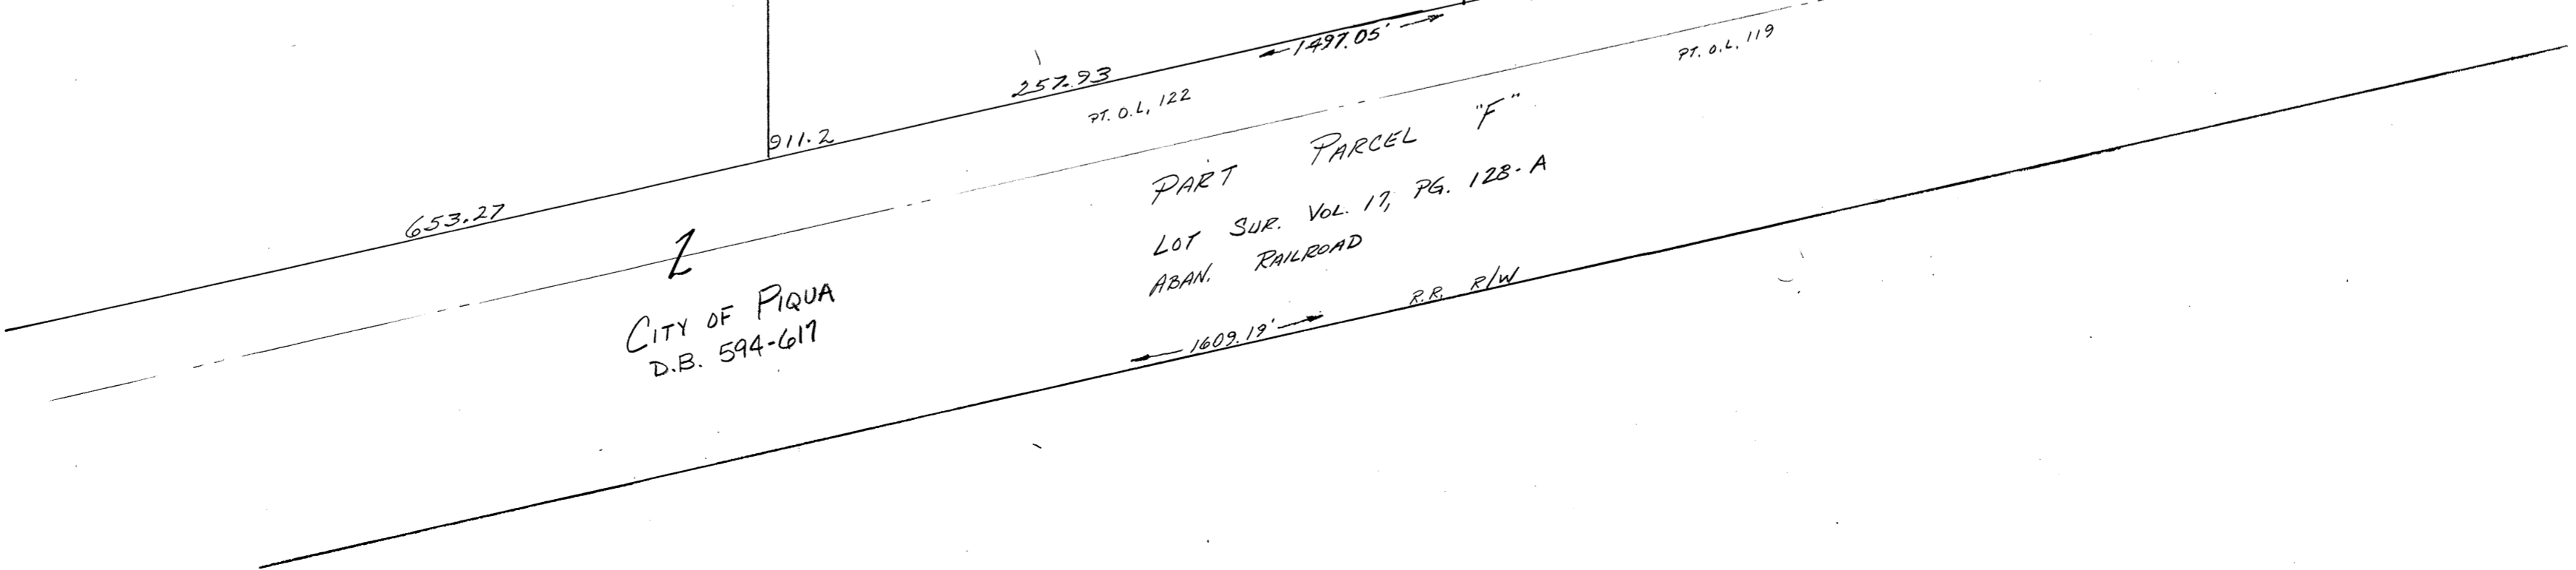 1497.05'
PT. O.L. 119
257.93
PT. O.L. 122
911.2
653.27
PART PARCEL "F"
LOT SUR. VOL. 17, PG. 128-A
ABAN. RAILROAD
Z
CITY OF PIQUA
D.B. 594-617
R.R. R/W
1609.19'